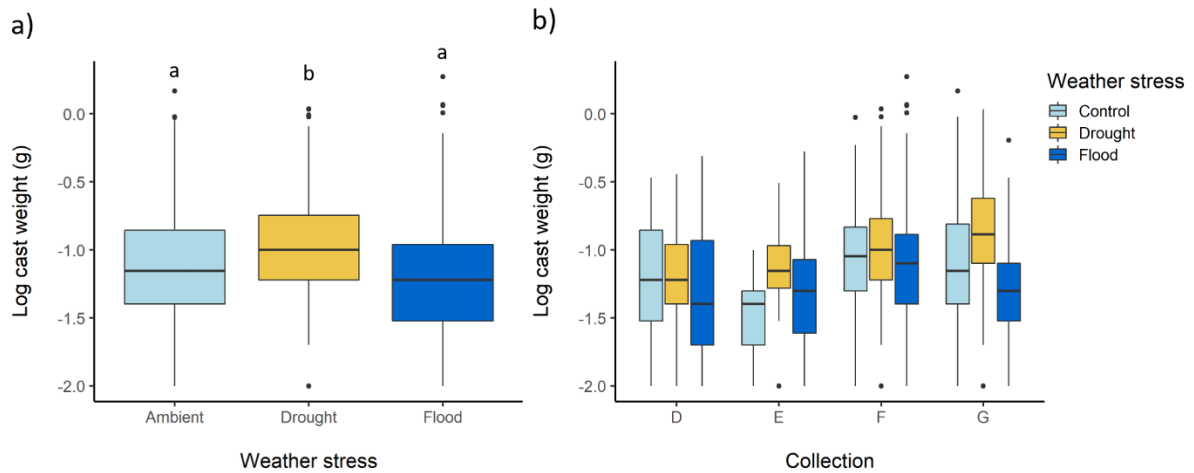 a)
a
b
a
Log cast weight (g)
0.0
-0.5
-1.0
-1.5
-2.0
Ambient Drought Flood
Weather stress
b)
Log cast weight (g)
0.0
-0.5
-1.0
-1.5
-2.0
D E F G
Collection
Weather stress
Control
Drought
Flood